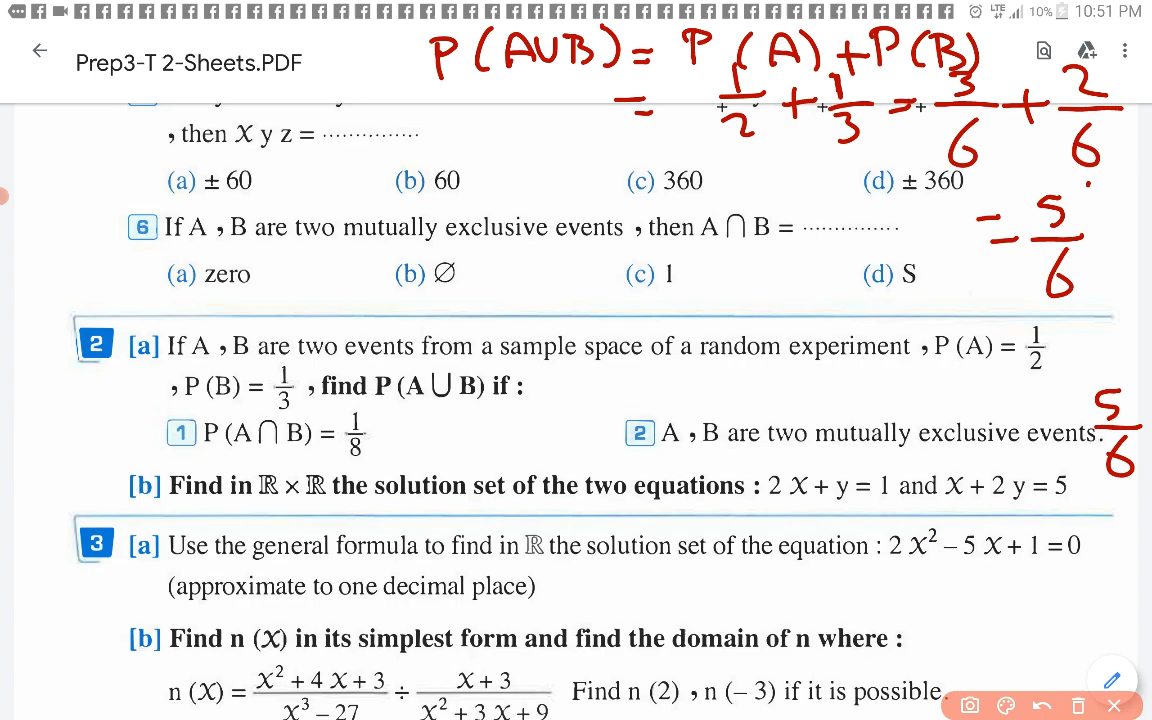 LTE 10% 10:51 PM
Prep3-T 2-Sheets.PDF
P(A∪B) = P(A) + P(B)
= 1/2 + 1/3 = 3/6 + 2/6
= 5/6
, then X y z = ...............
(a) ± 60 (b) 60 (c) 360 (d) ± 360
6 If A , B are two mutually exclusive events , then A ∩ B = ...............
(a) zero (b) ∅ (c) 1 (d) S
2 [a] If A , B are two events from a sample space of a random experiment , P (A) = 1/2
, P (B) = 1/3 , find P (A ∪ B) if :
1 P (A ∩ B) = 1/8 2 A , B are two mutually exclusive events. 5/6
[b] Find in ℝ × ℝ the solution set of the two equations : 2 X + y = 1 and X + 2 y = 5
3 [a] Use the general formula to find in ℝ the solution set of the equation : 2 X² – 5 X + 1 = 0
(approximate to one decimal place)
[b] Find n (X) in its simplest form and find the domain of n where :
n (X) = (X² + 4 X + 3)/(X³ – 27) ÷ (X + 3)/(X² + 3 X + 9) Find n (2) , n (– 3) if it is possible.